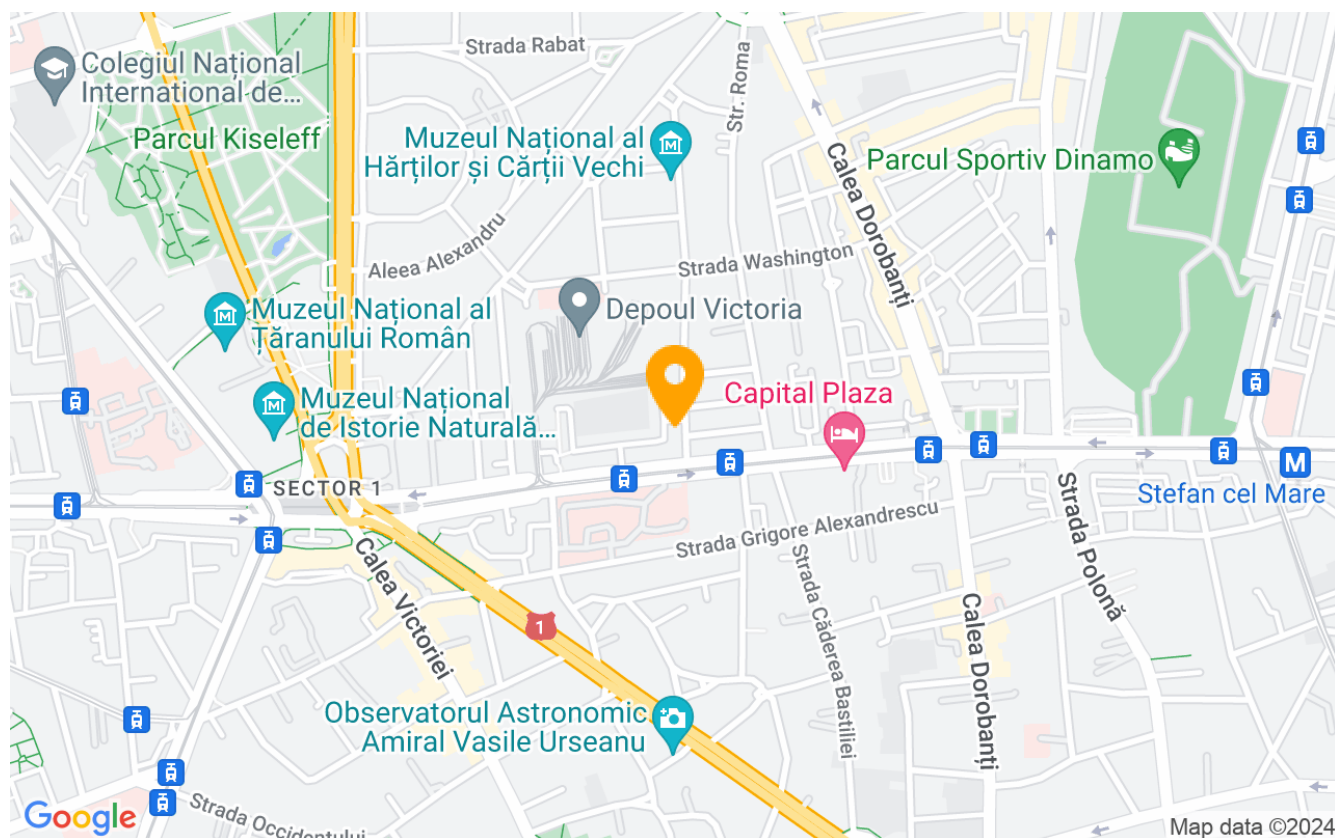 Strada Rabat
Colegiul Național
International de...
Str. Roma
Parcul Kiseleff
Muzeul Național al
Hărților și Cărții Vechi
Calea Dorobanți
Parcul Sportiv Dinamo
Aleea Alexandru
Strada Washington
Muzeul Național al
Țăranului Român
Depoul Victoria
Muzeul Național
de Istorie Naturală...
Capital Plaza
SECTOR 1
M
Stefan cel Mare
Strada Grigore Alexandrescu
Strada Polonă
Calea Victoriei
Strada Căderea Bastiliei
Calea Dorobanți
1
Observatorul Astronomic
Amiral Vasile Urseanu
Strada Occidentului
Google
Map data ©2024